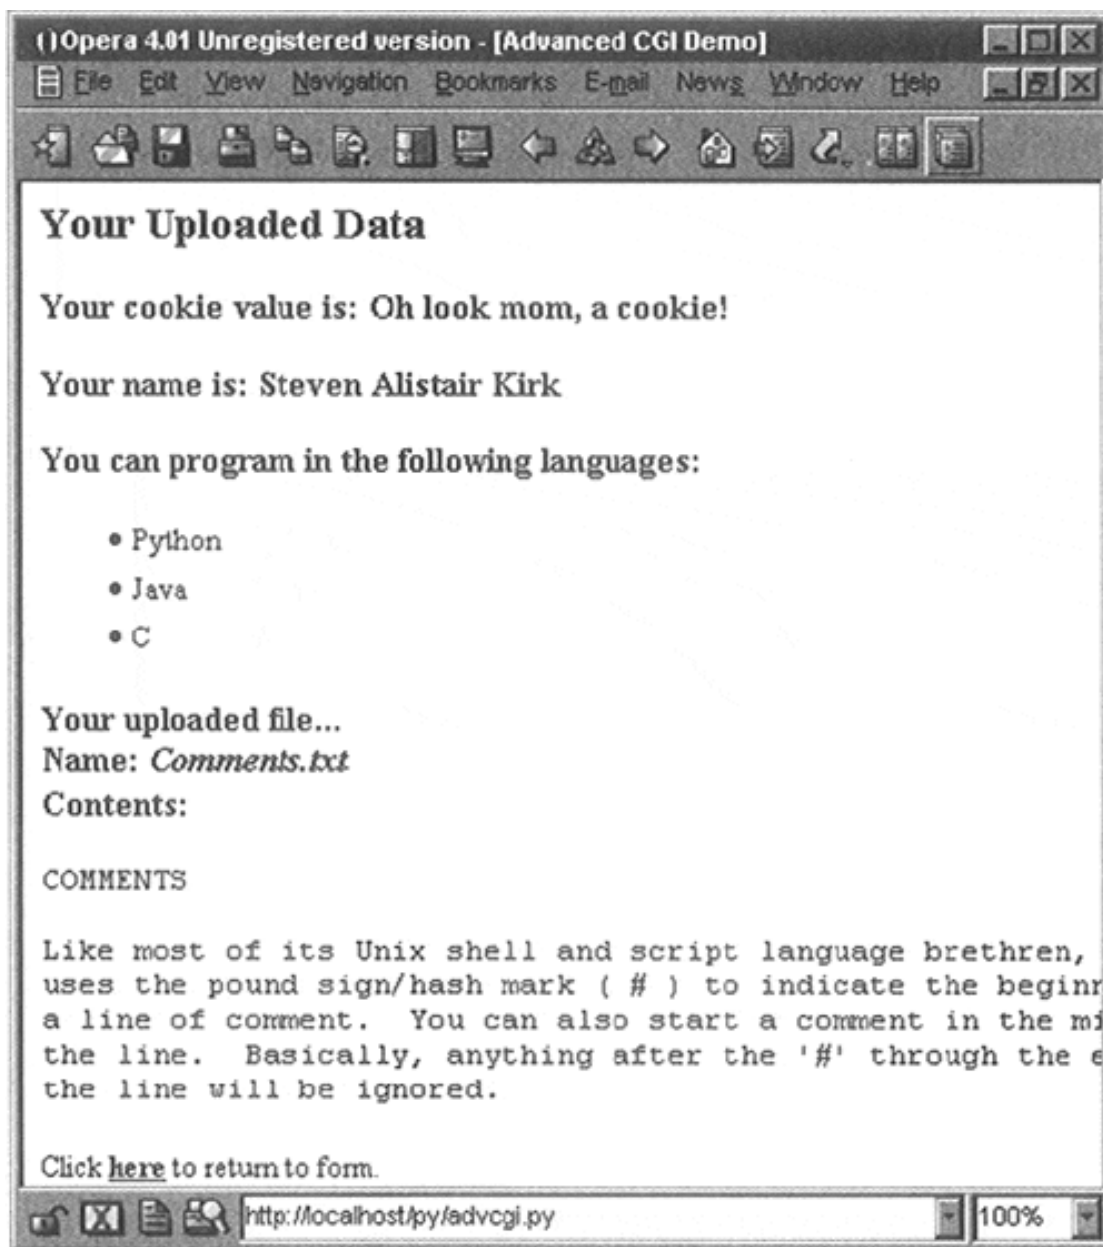 ()Opera 4.01 Unregistered version - [Advanced CGI Demo]
File Edit View Navigation Bookmarks E-mail News Window Help
Your Uploaded Data
Your cookie value is: Oh look mom, a cookie!
Your name is: Steven Alistair Kirk
You can program in the following languages:
• Python
• Java
• C
Your uploaded file...
Name: Comments.txt
Contents:
COMMENTS
Like most of its Unix shell and script language brethren,
uses the pound sign/hash mark ( # ) to indicate the beginn
a line of comment.  You can also start a comment in the mi
the line.  Basically, anything after the '#' through the e
the line will be ignored.
Click here to return to form.
http://localhost/py/advcgi.py 100%